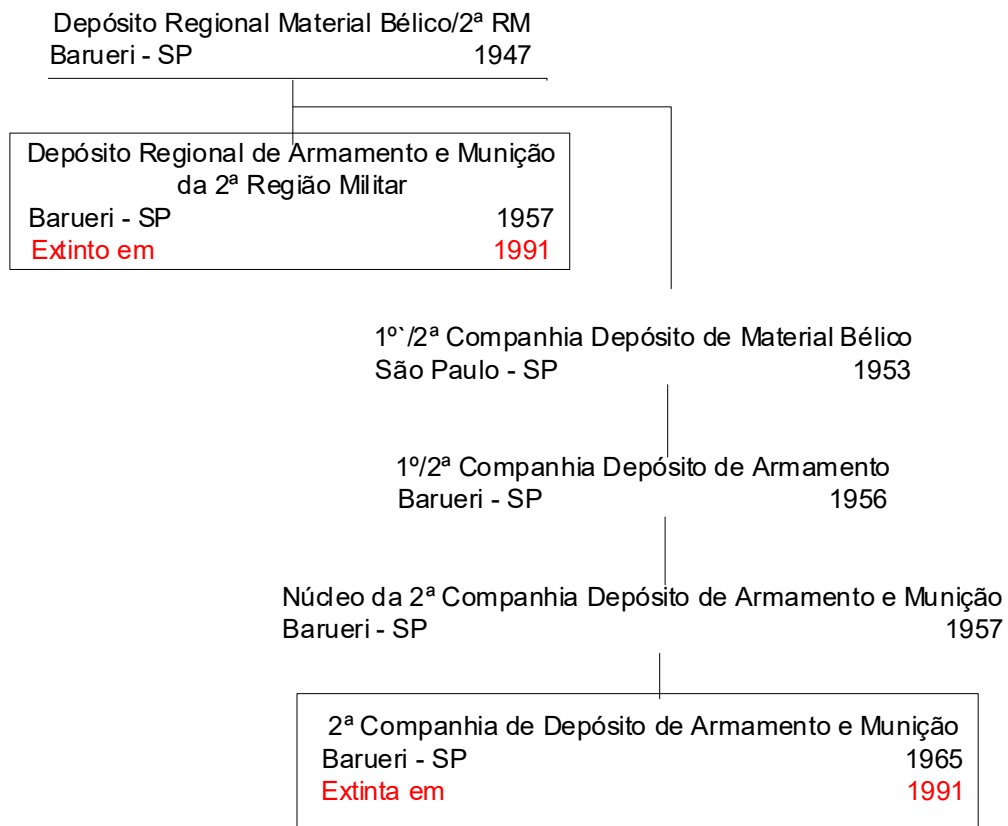 Depósito Regional Material Bélico/2ª RM
Barueri - SP 1947
Depósito Regional de Armamento e Munição
da 2ª Região Militar
Barueri - SP 1957
Extinto em 1991
1º`/2ª Companhia Depósito de Material Bélico
São Paulo - SP 1953
1º/2ª Companhia Depósito de Armamento
Barueri - SP 1956
Núcleo da 2ª Companhia Depósito de Armamento e Munição
Barueri - SP 1957
2ª Companhia de Depósito de Armamento e Munição
Barueri - SP 1965
Extinta em 1991